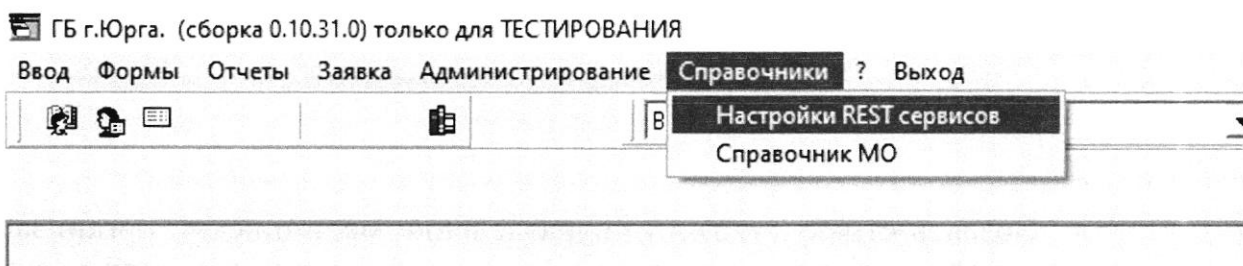 ГБ г.Юрга. (сборка 0.10.31.0) только для ТЕСТИРОВАНИЯ
Ввод Формы Отчеты Заявка Администрирование Справочники ? Выход
В Настройки REST сервисов
Справочник МО